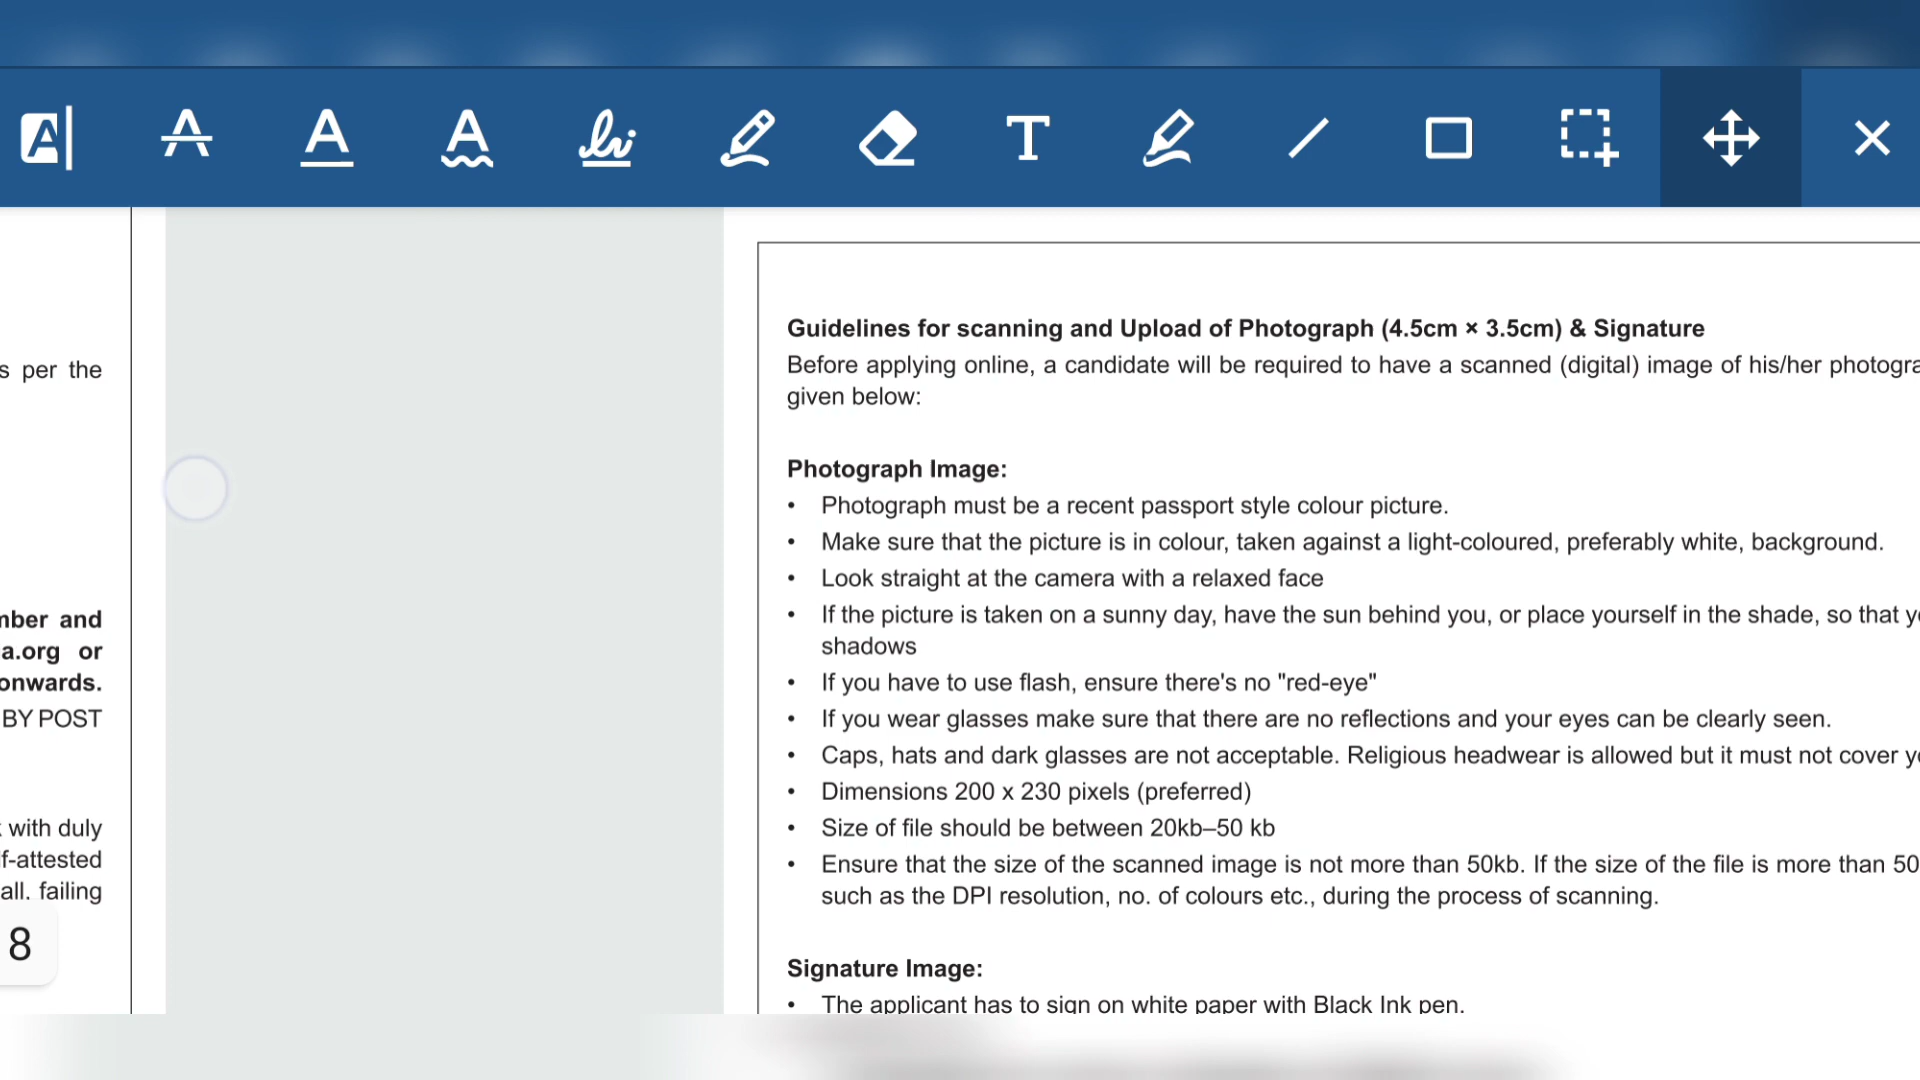 s per the
mber and
a.org or
onwards.
BY POST
with duly
f-attested
all. failing
8
Guidelines for scanning and Upload of Photograph (4.5cm × 3.5cm) & Signature
Before applying online, a candidate will be required to have a scanned (digital) image of his/her photogra
given below:
Photograph Image:
• Photograph must be a recent passport style colour picture.
• Make sure that the picture is in colour, taken against a light-coloured, preferably white, background.
• Look straight at the camera with a relaxed face
• If the picture is taken on a sunny day, have the sun behind you, or place yourself in the shade, so that yo
shadows
• If you have to use flash, ensure there's no "red-eye"
• If you wear glasses make sure that there are no reflections and your eyes can be clearly seen.
• Caps, hats and dark glasses are not acceptable. Religious headwear is allowed but it must not cover yo
• Dimensions 200 x 230 pixels (preferred)
• Size of file should be between 20kb–50 kb
• Ensure that the size of the scanned image is not more than 50kb. If the size of the file is more than 50
such as the DPI resolution, no. of colours etc., during the process of scanning.
Signature Image:
• The applicant has to sign on white paper with Black Ink pen.